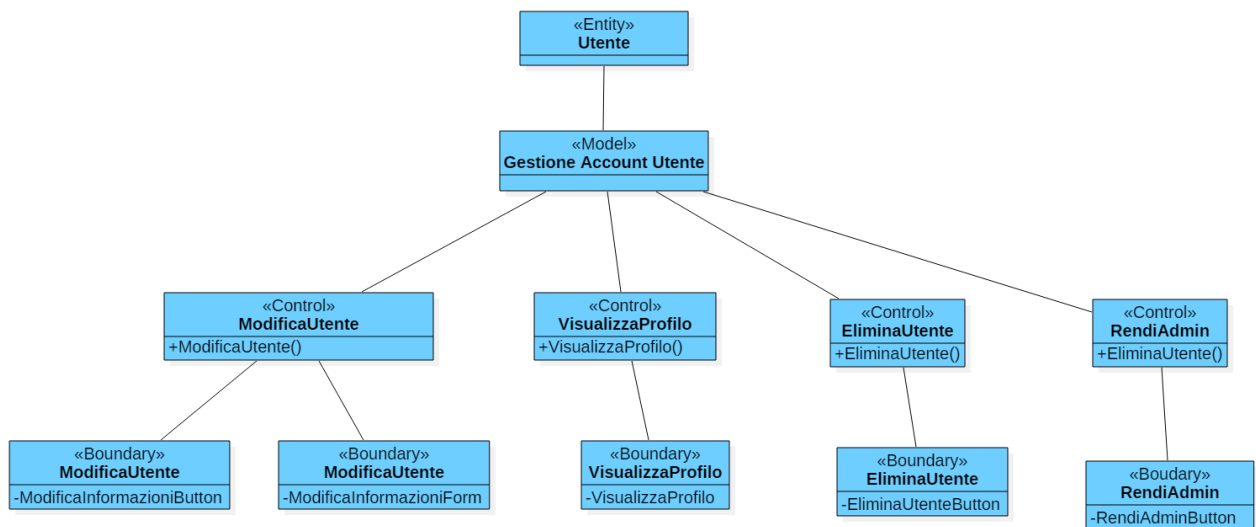 «Entity»
Utente
«Model»
Gestione Account Utente
«Control»
ModificaUtente
+ModificaUtente()
«Control»
VisualizzaProfilo
+VisualizzaProfilo()
«Control»
EliminaUtente
+EliminaUtente()
«Control»
RendiAdmin
+EliminaUtente()
«Boundary»
ModificaUtente
-ModificaInformazioniButton
«Boundary»
ModificaUtente
-ModificaInformazioniForm
«Boundary»
VisualizzaProfilo
-VisualizzaProfilo
«Boundary»
EliminaUtente
-EliminaUtenteButton
«Boudary»
RendiAdmin
-RendiAdminButton